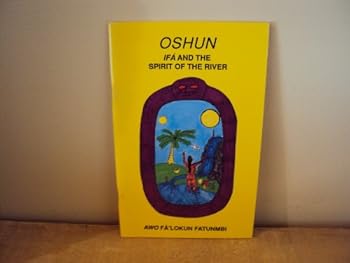 OSHUN
IFÁ AND THE
SPIRIT OF THE RIVER
AWO FÁ'LOKUN FATUNMBI